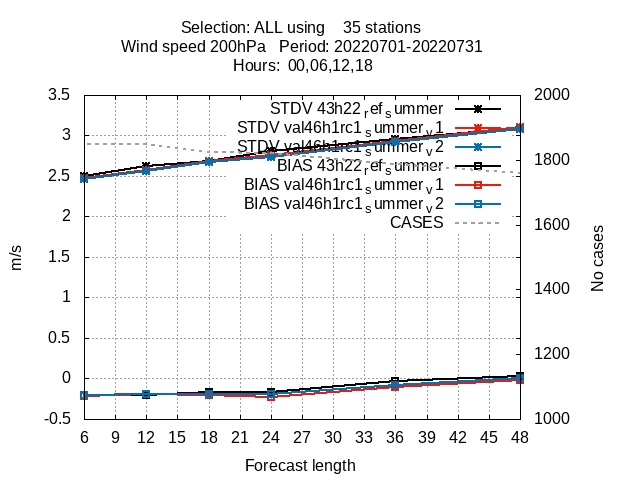 Selection: ALL using    35 stations
Wind speed 200hPa   Period: 20220701-20220731
Hours:  00,06,12,18
3.5
3
2.5
2
1.5
1
0.5
0
-0.5
m/s
2000
1800
1600
1400
1200
1000
No cases
STDV 43h22_ref_summer
STDV val46h1rc1_summer_v1
STDV val46h1rc1_summer_v2
BIAS 43h22_ref_summer
BIAS val46h1rc1_summer_v1
BIAS val46h1rc1_summer_v2
CASES
6 9 12 15 18 21 24 27 30 33 36 39 42 45 48
Forecast length